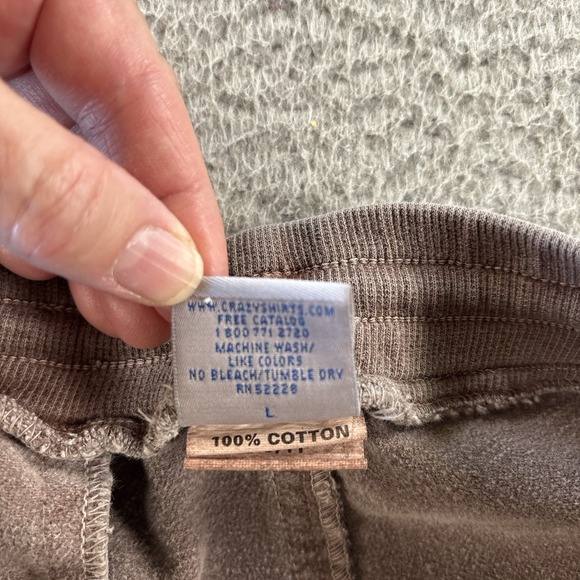 WWW.CRAZYSHIRTS.COM
FREE CATALOG
1 800 771 2720
MACHINE WASH/
LIKE COLORS
NO BLEACH/TUMBLE DRY
RN52228
L
100% COTTON